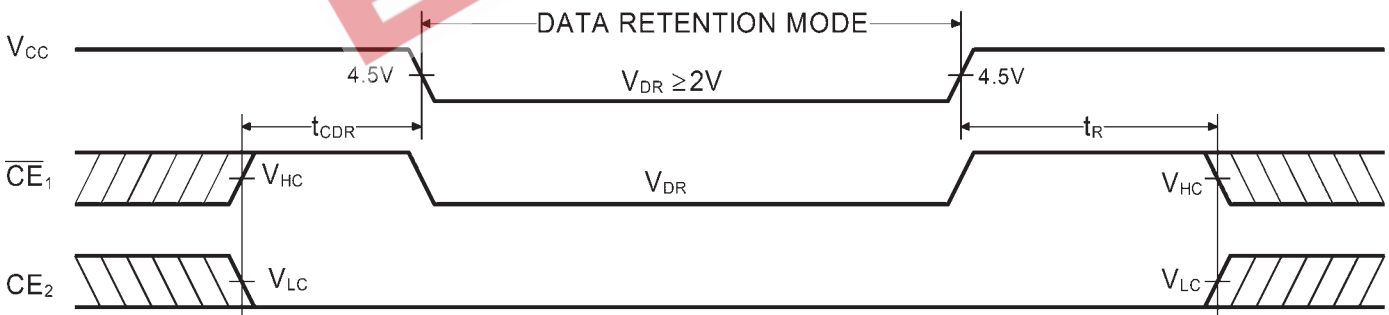 DATA RETENTION MODE
VCC
4.5V
VDR ≥2V
4.5V
tCDR
tR
CE1
VHC
VDR
VHC
CE2
VLC
VLC